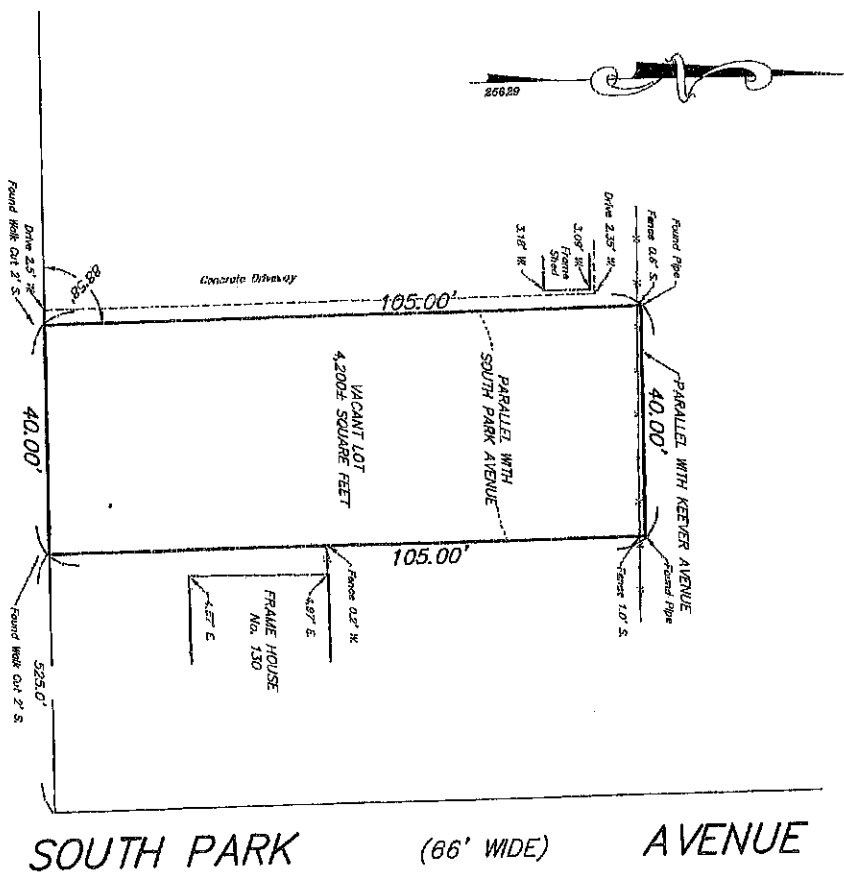 25629
N
Found Pipe
Fence 0.6' S.
Drive 2.35' W.
3.09' W.
Frame
Shed
3.18' W.
Concrete Driveway
105.00'
Drive 2.5' W.
Found Walk Cut 2' S.
88°58'
PARALLEL WITH KEEVER AVENUE
40.00'
PARALLEL WITH
SOUTH PARK AVENUE
VACANT LOT
4,200± SQUARE FEET
40.00'
105.00'
Found Pipe
Fence 1.0' S.
Fence 0.2' W.
4.97' E.
FRAME HOUSE
No. 130
Found Walk Cut 2' S.
525.0'
SOUTH PARK (66' WIDE) AVENUE